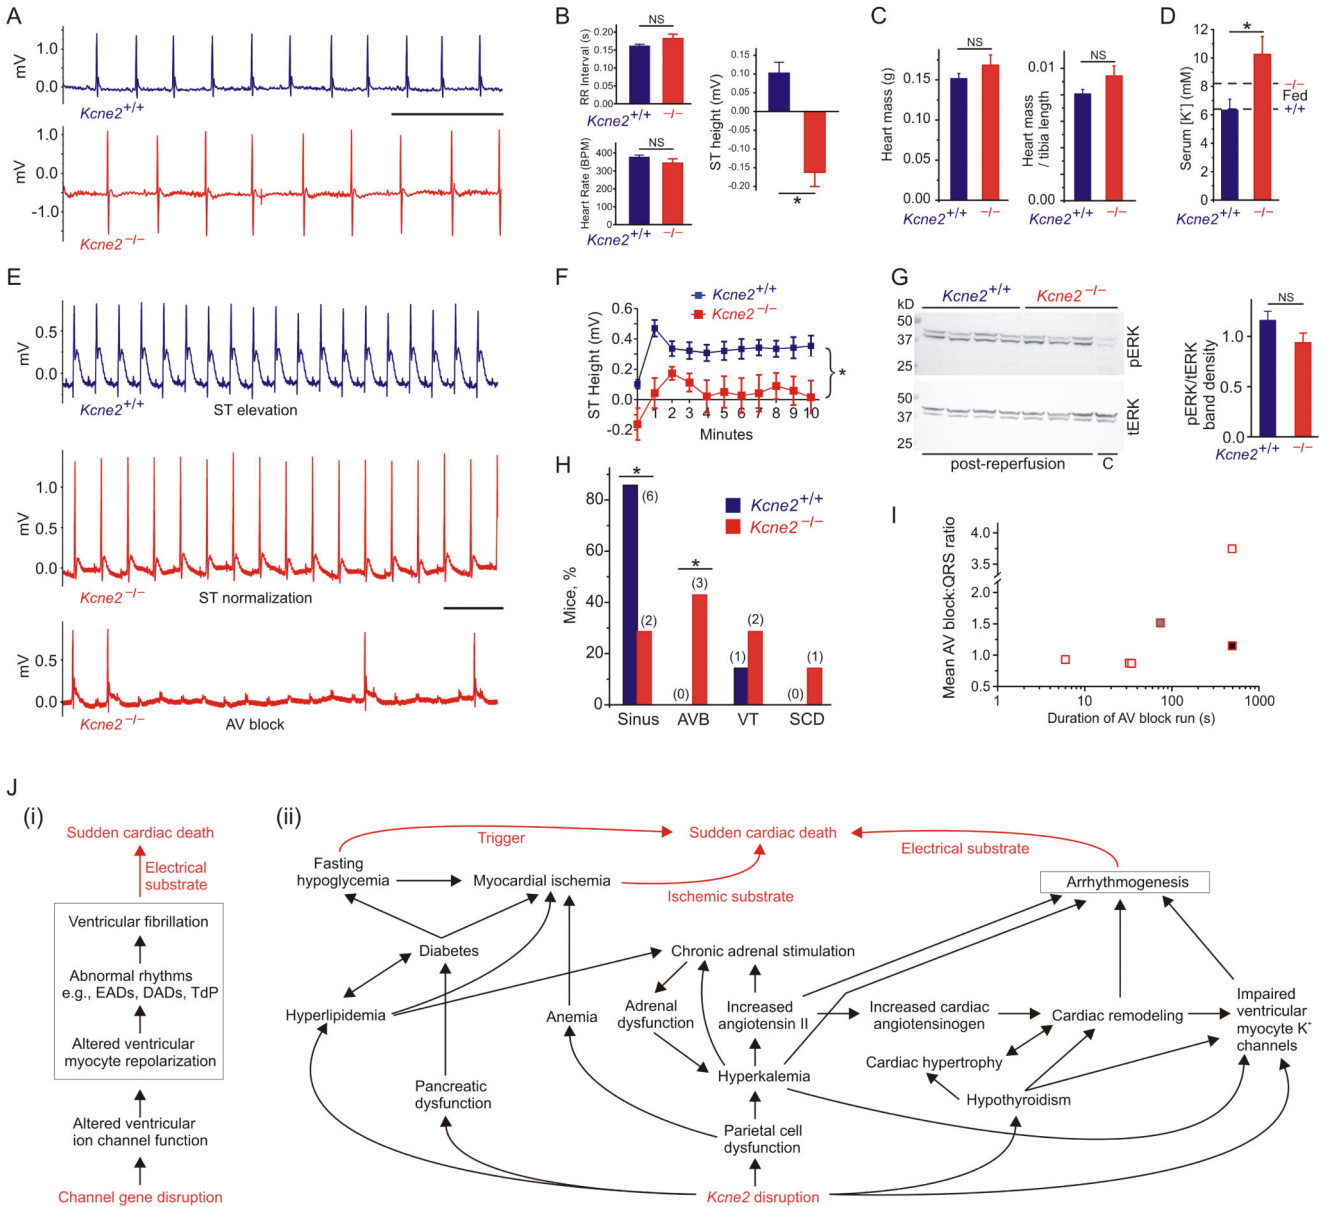 A
mV
1.0
0.0
Kcne2+/+
mV
1.0
0.0
-1.0
Kcne2–/–
B
RR Interval (s)
0.20
0.15
0.10
0.05
0.00
NS
Kcne2+/+ –/–
Heart Rate (BPM)
400
300
200
100
0
NS
Kcne2+/+ –/–
ST height (mV)
0.15
0.10
0.05
0.00
-0.05
-0.10
-0.15
-0.20
*
C
Heart mass (g)
0.15
0.10
0.15
0.00
NS
Kcne2+/+ –/–
Heart mass
/ tibia length
0.01
0.00
NS
Kcne2+/+ –/–
D
Serum [K+] (mM)
12
10
8
6
4
2
0
*
–/–
Fed
+/+
Kcne2+/+ –/–
E
mV
0.5
0.0
Kcne2+/+
ST elevation
mV
1.0
0.5
0.0
Kcne2–/–
ST normalization
mV
0.5
0.0
Kcne2–/–
AV block
F
Kcne2+/+
Kcne2–/–
ST Height (mV)
0.6
0.4
0.2
0.0
-0.2
1 2 3 4 5 6 7 8 9 10
Minutes
*
G
kD
Kcne2+/+ Kcne2–/–
50
37
25
pERK
50
37
25
tERK
post-reperfusion C
pERK/tERK
band density
1.0
0.5
0.0
NS
Kcne2+/+ –/–
H
Mice, %
80
60
40
20
0
Kcne2+/+
Kcne2–/–
*
(6)
(2)
*
(0)
(3)
(1)
(2)
(0)
(1)
Sinus AVB VT SCD
I
Mean AV block:QRS ratio
4.0
3.5
1.5
1.0
0.5
1 10 100 1000
Duration of AV block run (s)
J
(i)
Sudden cardiac death
Electrical
substrate
Ventricular fibrillation
Abnormal rhythms
e.g., EADs, DADs, TdP
Altered ventricular
myocyte repolarization
Altered ventricular
ion channel function
Channel gene disruption
(ii)
Trigger
Sudden cardiac death
Electrical substrate
Fasting
hypoglycemia
Myocardial ischemia
Ischemic substrate
Arrhythmogenesis
Diabetes
Chronic adrenal stimulation
Hyperlipidemia
Anemia
Adrenal
dysfunction
Increased
angiotensin II
Increased cardiac
angiotensinogen
Cardiac remodeling
Impaired
ventricular
myocyte K+
channels
Cardiac hypertrophy
Hyperkalemia
Hypothyroidism
Pancreatic
dysfunction
Parietal cell
dysfunction
Kcne2 disruption